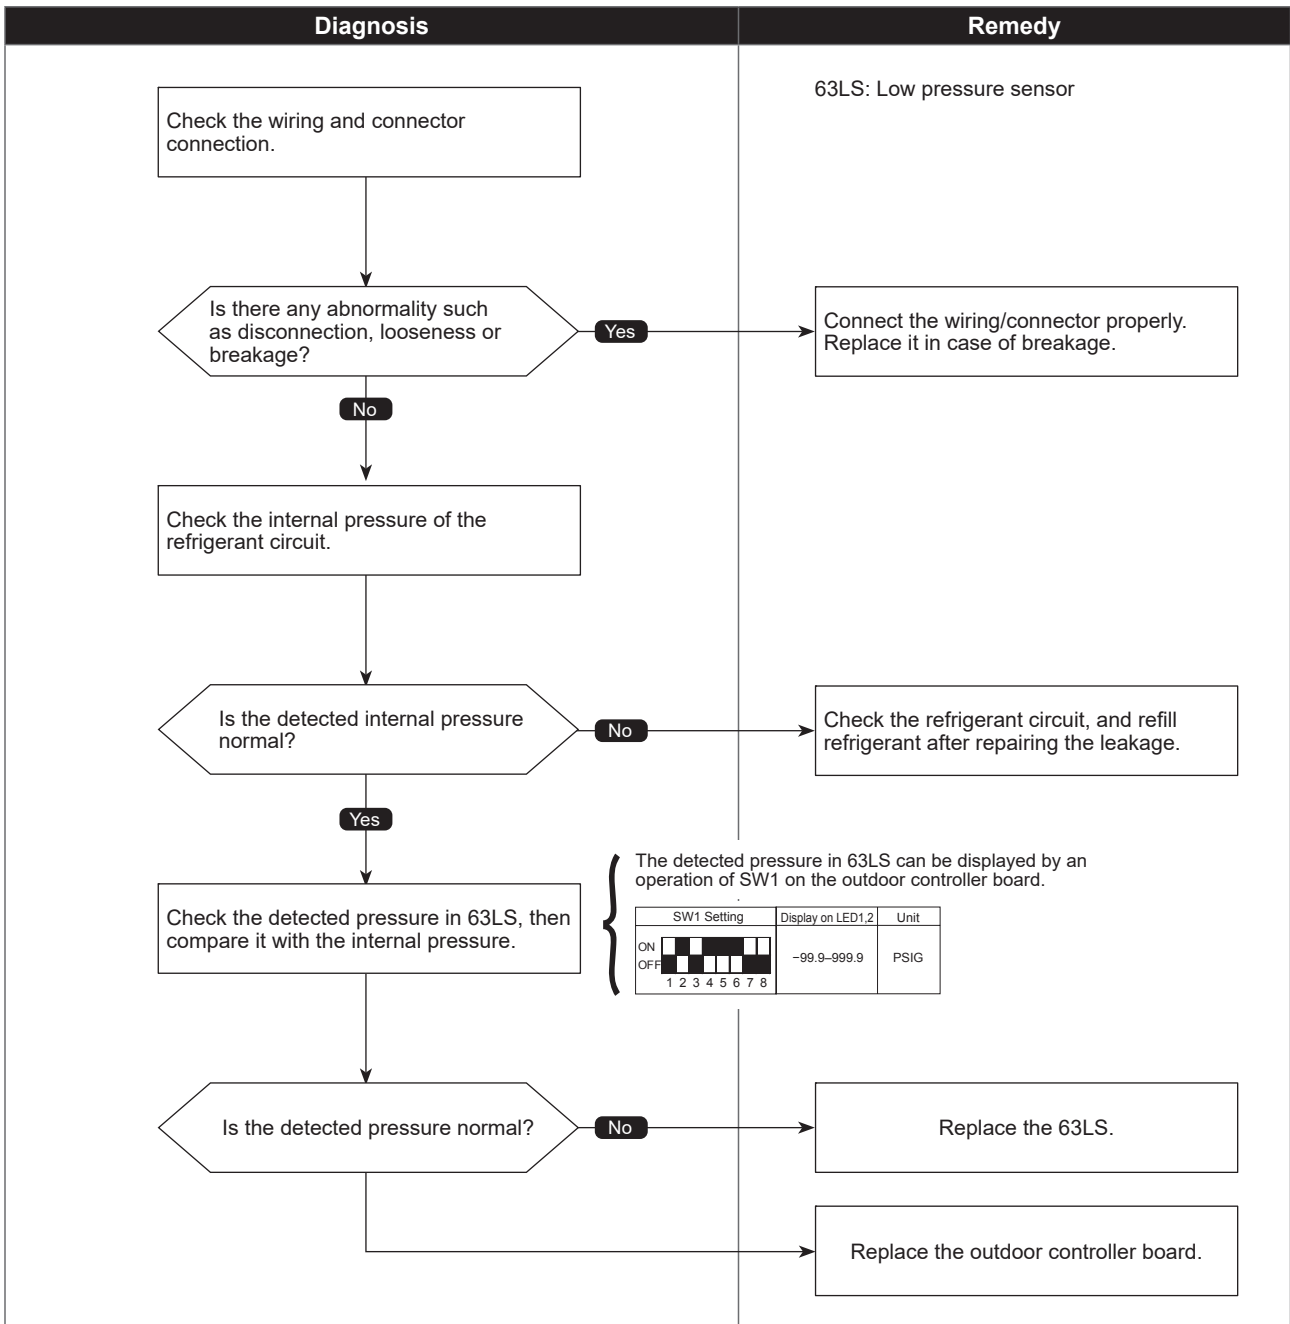 Diagnosis
Remedy
63LS: Low pressure sensor
Check the wiring and connector
connection.
Is there any abnormality such
as disconnection, looseness or
breakage?
Yes
Connect the wiring/connector properly.
Replace it in case of breakage.
No
Check the internal pressure of the
refrigerant circuit.
Is the detected internal pressure
normal?
No
Check the refrigerant circuit, and refill
refrigerant after repairing the leakage.
Yes
Check the detected pressure in 63LS, then
compare it with the internal pressure.
The detected pressure in 63LS can be displayed by an
operation of SW1 on the outdoor controller board.
SW1 Setting
Display on LED1,2
Unit
ON
OFF
1 2 3 4 5 6 7 8
−99.9–999.9
PSIG
Is the detected pressure normal?
No
Replace the 63LS.
Replace the outdoor controller board.